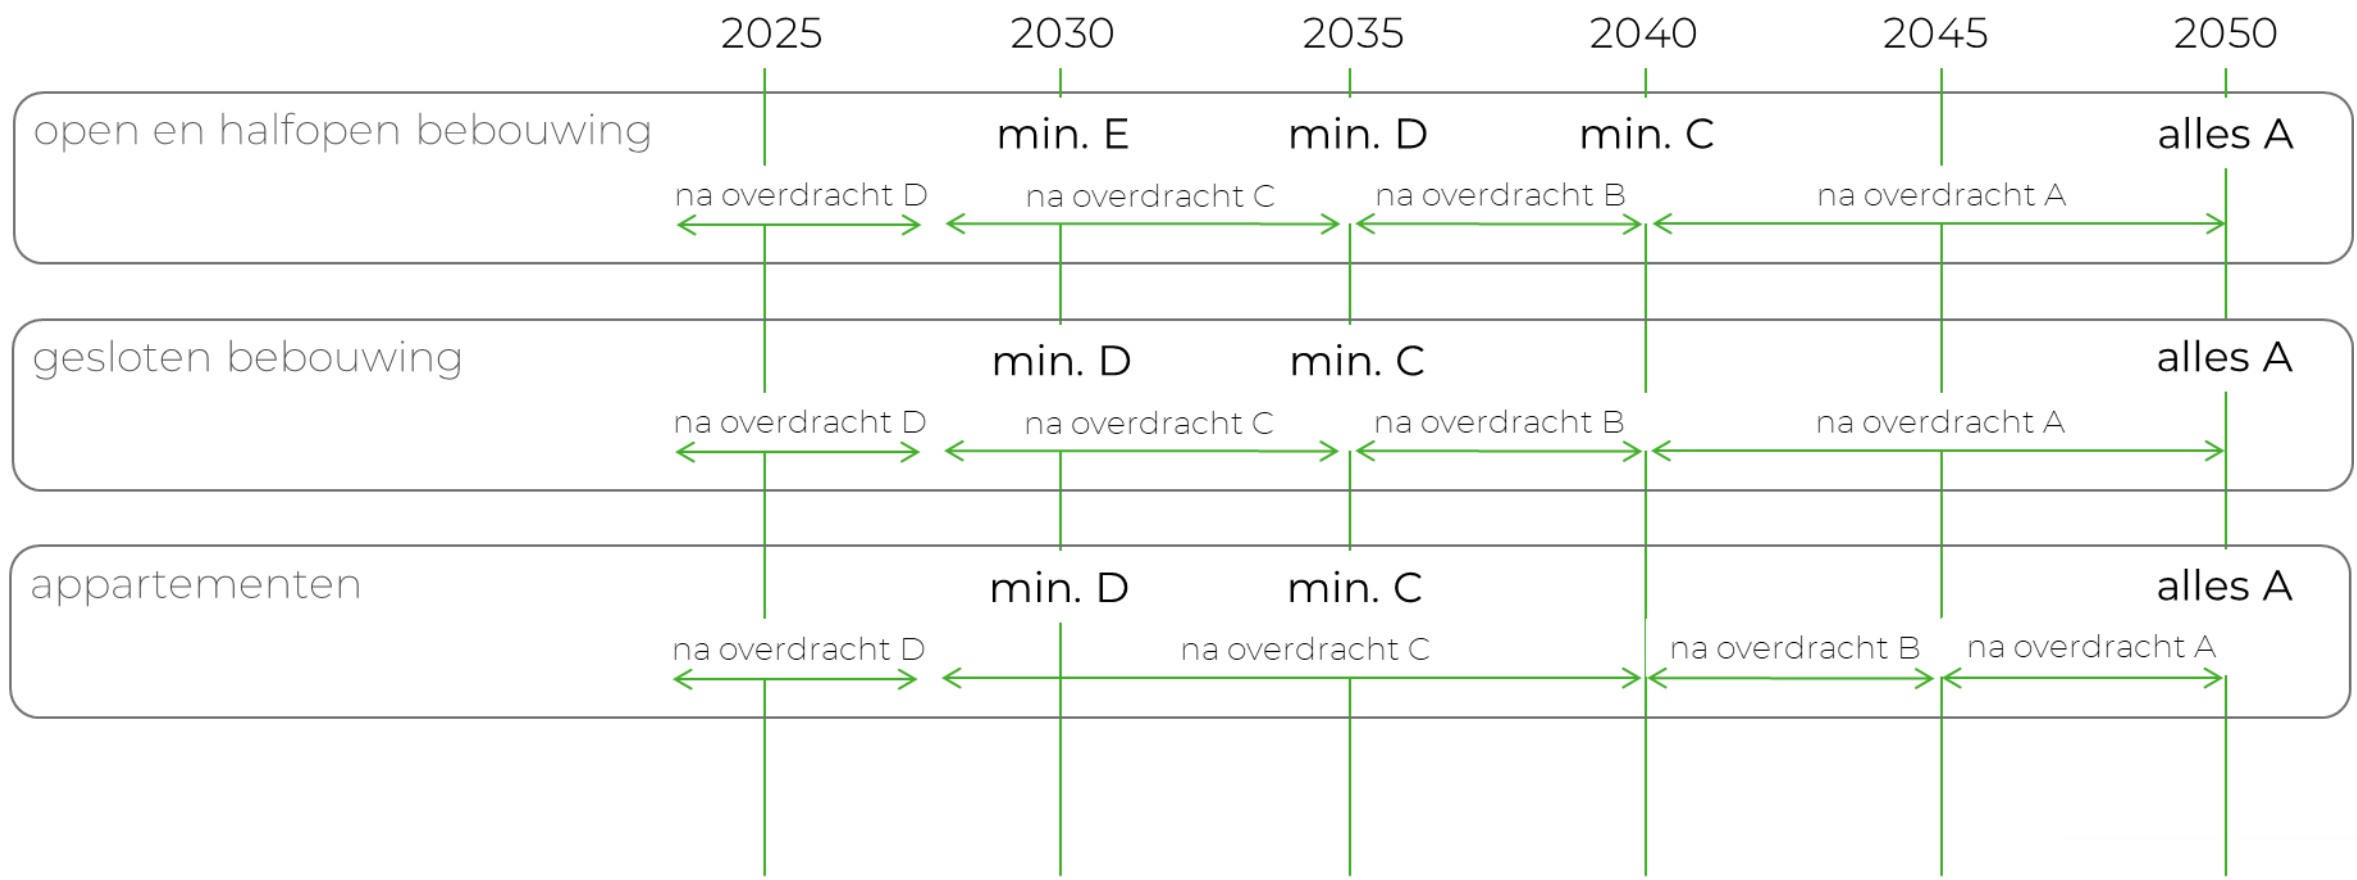 2025 2030 2035 2040 2045 2050
open en halfopen bebouwing min. E min. D min. C alles A
na overdracht D na overdracht C na overdracht B na overdracht A
gesloten bebouwing min. D min. C alles A
na overdracht D na overdracht C na overdracht B na overdracht A
appartementen min. D min. C alles A
na overdracht D na overdracht C na overdracht B na overdracht A